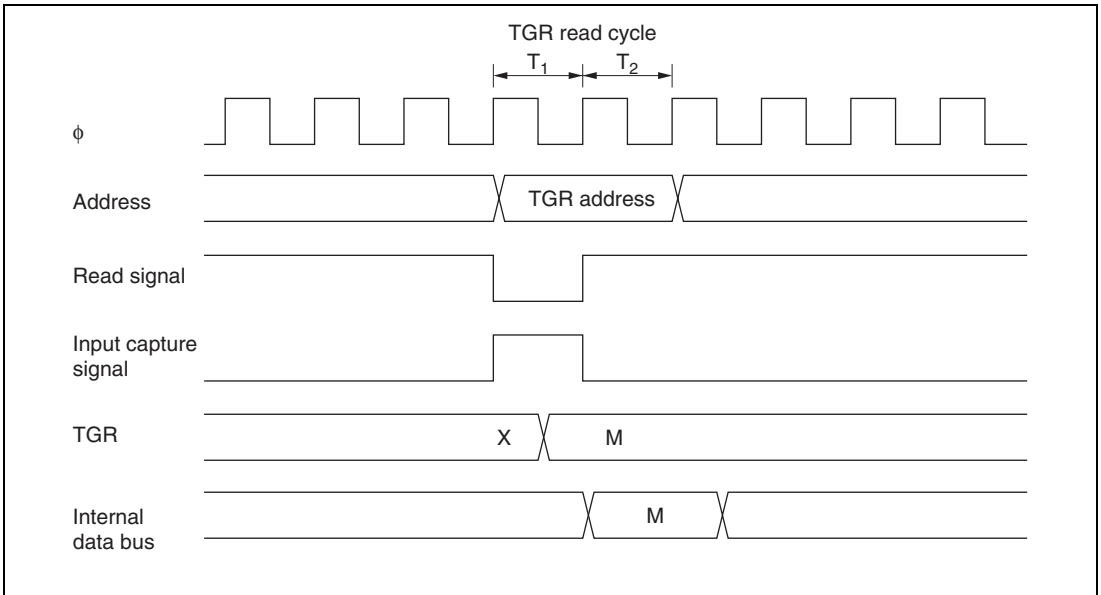 TGR read cycle
T1 T2
φ
Address
TGR address
Read signal
Input capture
signal
TGR
X M
Internal
data bus
M